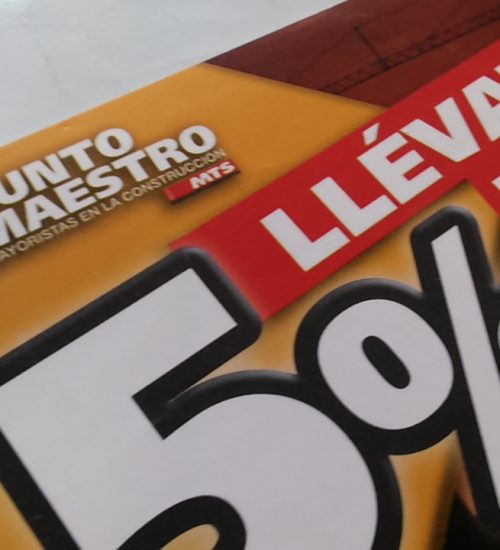 UNTO
MAESTRO
AYORISTAS EN LA CONSTRUCCIÓN
MTS
LLÉVA
5%